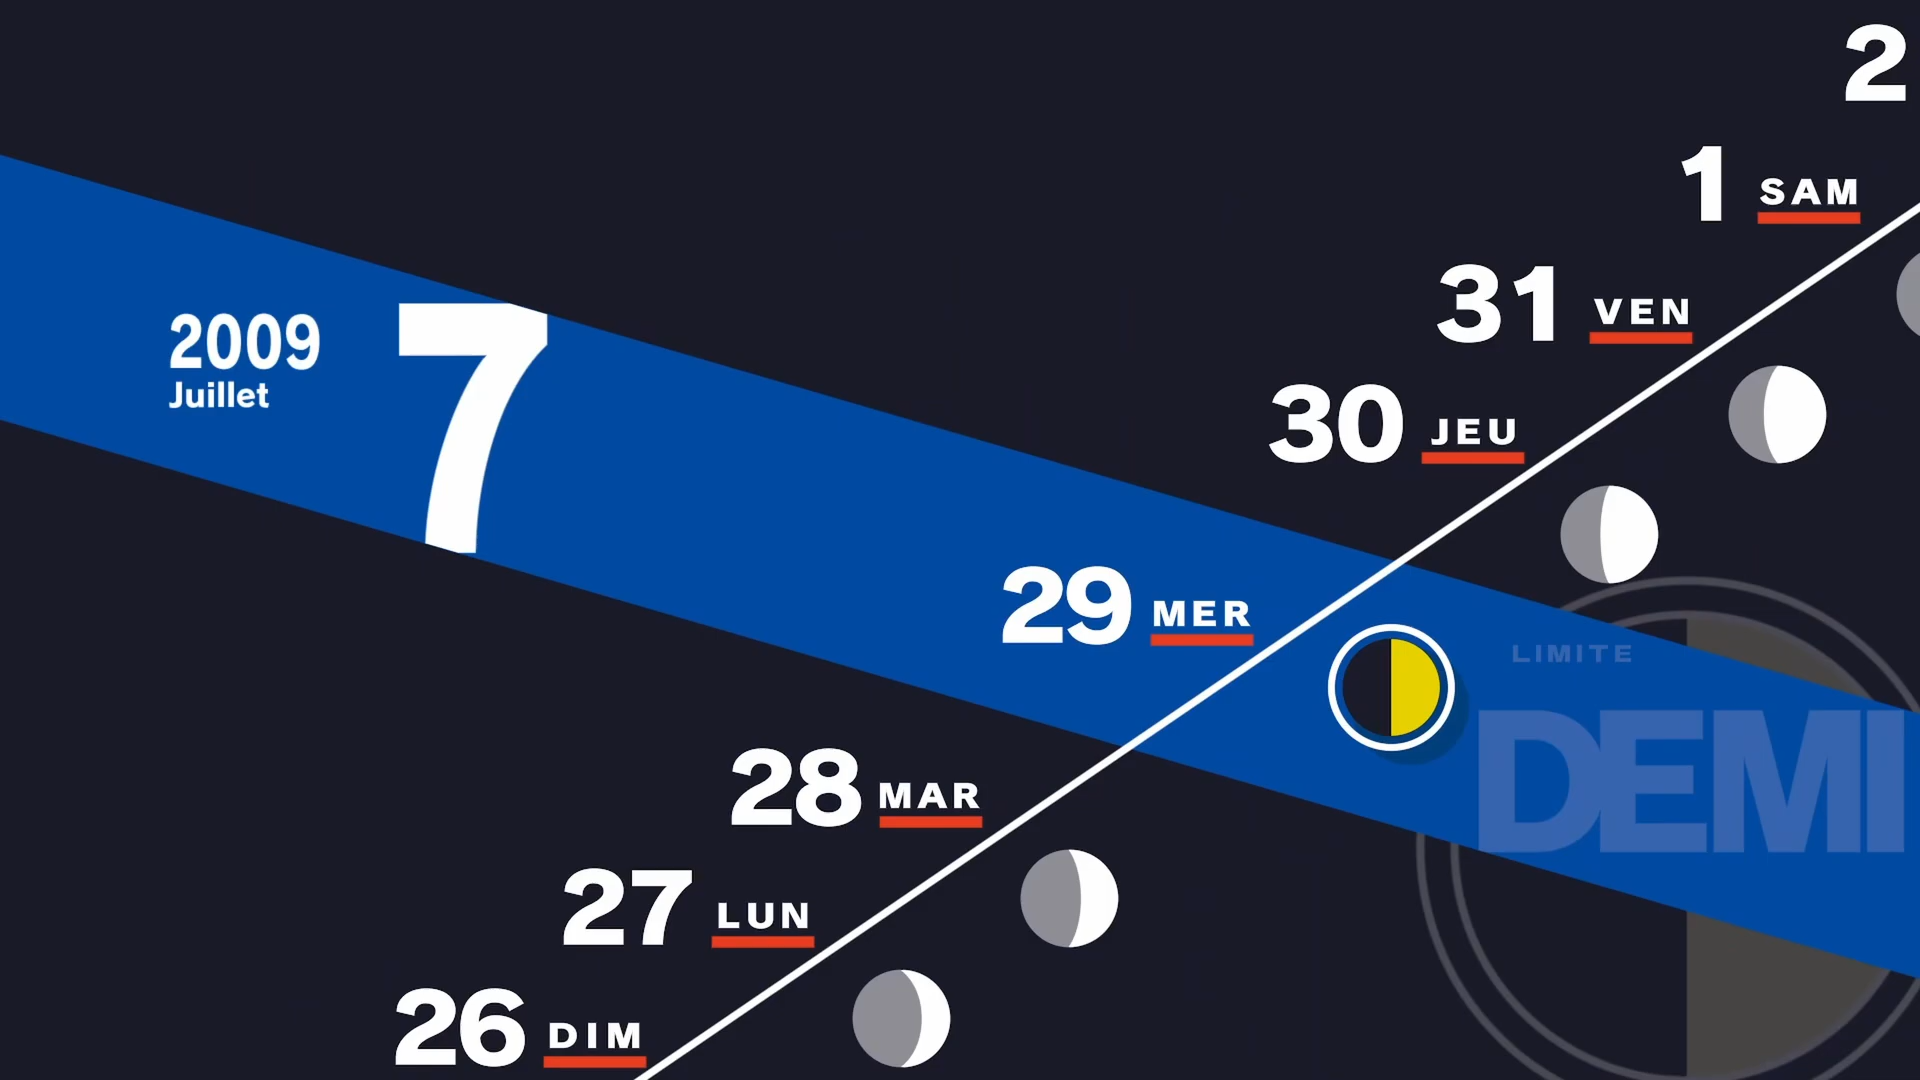 2
1 SAM
31 VEN
30 JEU
2009
Juillet
7
29 MER
LIMITE
DEMI
28 MAR
27 LUN
26 DIM